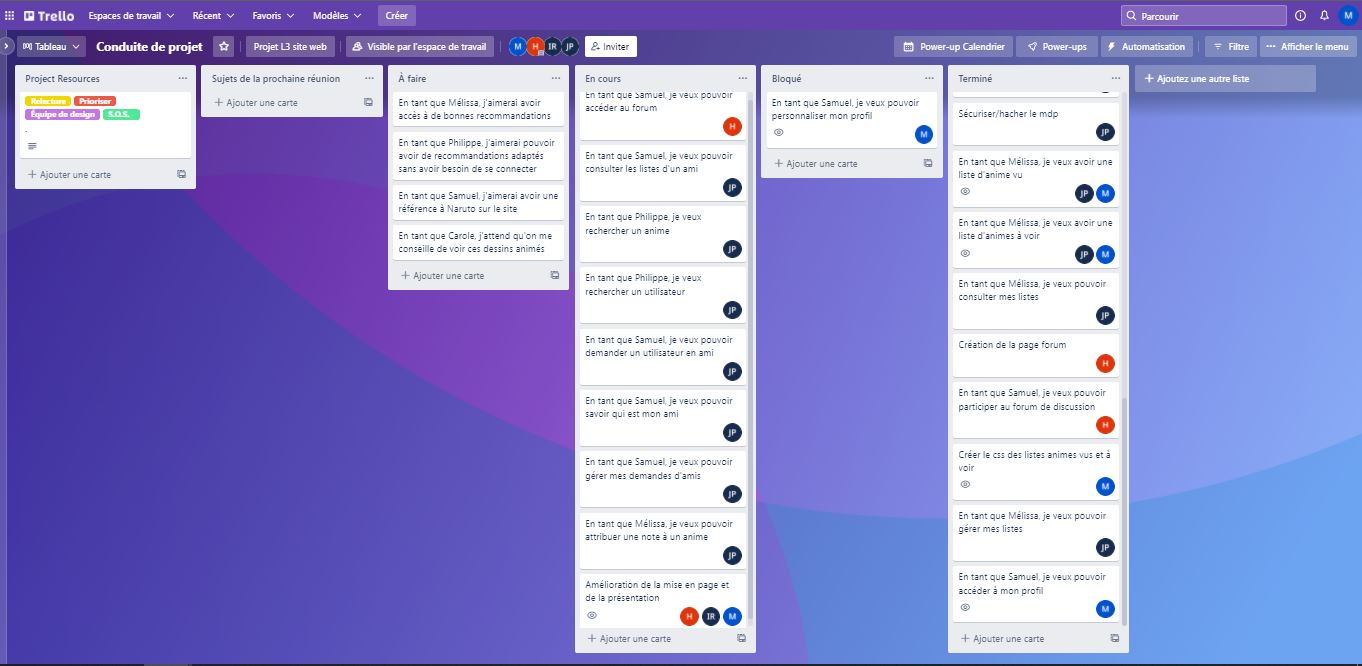 Trello
Espaces de travail
Récent
Favoris
Modèles
Créer
Parcourir
M
Tableau
Conduite de projet
Projet L3 site web
Visible par l'espace de travail
M H IR JP
Inviter
Power-up Calendrier
Power-ups
Automatisation
Filtre
Afficher le menu
Project Resources
Relecture Prioriser
Équipe de design S.O.S.
.
+ Ajouter une carte
Sujets de la prochaine réunion
+ Ajouter une carte
À faire
En tant que Mélissa, j'aimerai avoir
accès à de bonnes recommandations
En tant que Philippe, j'aimerai pouvoir
avoir de recommandations adaptés
sans avoir besoin de se connecter
En tant que Samuel, j'aimerai avoir une
référence à Naruto sur le site
En tant que Carole, j'attend qu'on me
conseille de voir ces dessins animés
+ Ajouter une carte
En cours
En tant que Samuel, je veux pouvoir
accéder au forum
H
En tant que Samuel, je veux pouvoir
consulter les listes d'un ami
JP
En tant que Philippe, je veux
rechercher un anime
JP
En tant que Philippe, je veux
rechercher un utilisateur
JP
En tant que Samuel, je veux pouvoir
demander un utilisateur en ami
JP
En tant que Samuel, je veux pouvoir
savoir qui est mon ami
JP
En tant que Samuel, je veux pouvoir
gérer mes demandes d'amis
JP
En tant que Mélissa, je veux pouvoir
attribuer une note à un anime
JP
Amélioration de la mise en page et
de la présentation
H IR M
+ Ajouter une carte
Bloqué
En tant que Samuel, je veux pouvoir
personnaliser mon profil
M
+ Ajouter une carte
Terminé
Sécuriser/hacher le mdp
JP
En tant que Mélissa, je veux avoir une
liste d'anime vu
JP M
En tant que Mélissa, je veux avoir une
liste d'animes à voir
JP M
En tant que Mélissa, je veux pouvoir
consulter mes listes
JP
Création de la page forum
H
En tant que Samuel, je veux pouvoir
participer au forum de discussion
H
Créer le css des listes animes vus et à
voir
M
En tant que Mélissa, je veux pouvoir
gérer mes listes
JP
En tant que Samuel, je veux pouvoir
accéder à mon profil
M
+ Ajouter une carte
+ Ajoutez une autre liste